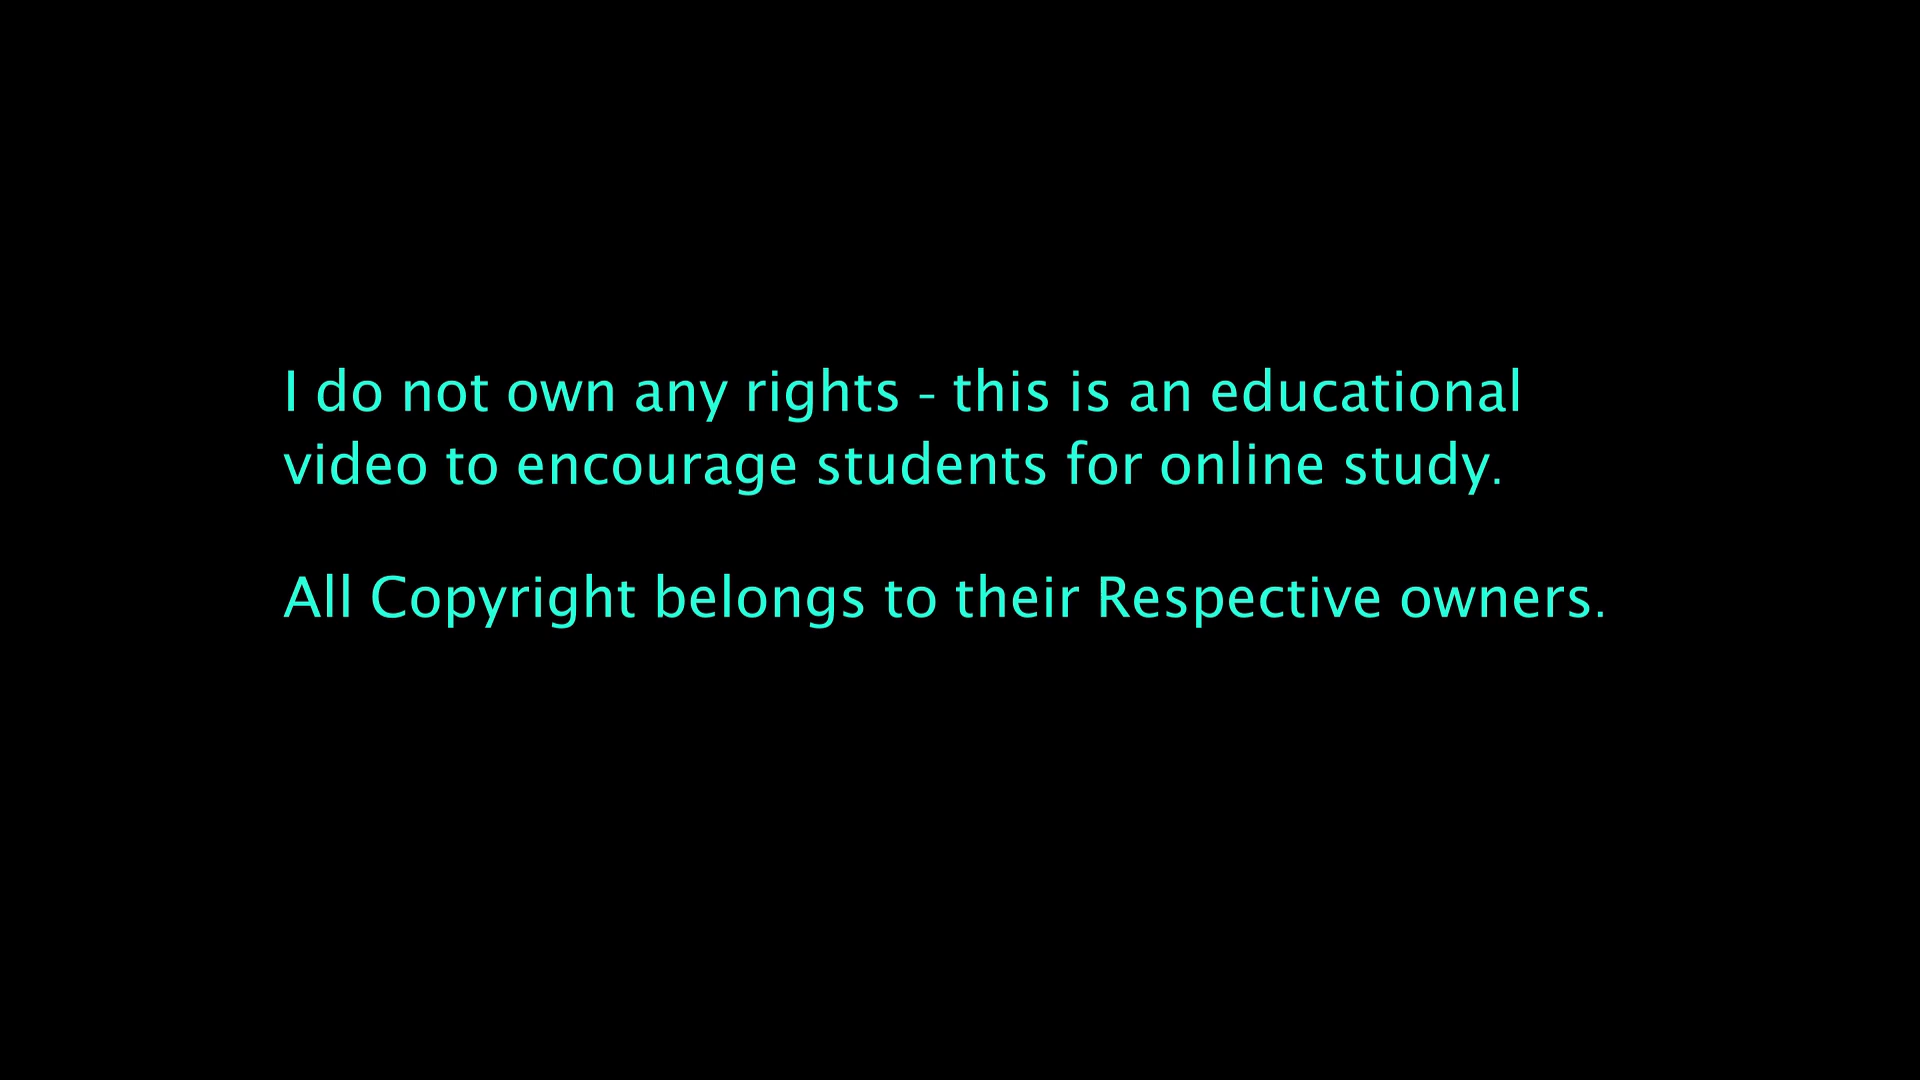 I do not own any rights - this is an educational
video to encourage students for online study.
All Copyright belongs to their Respective owners.